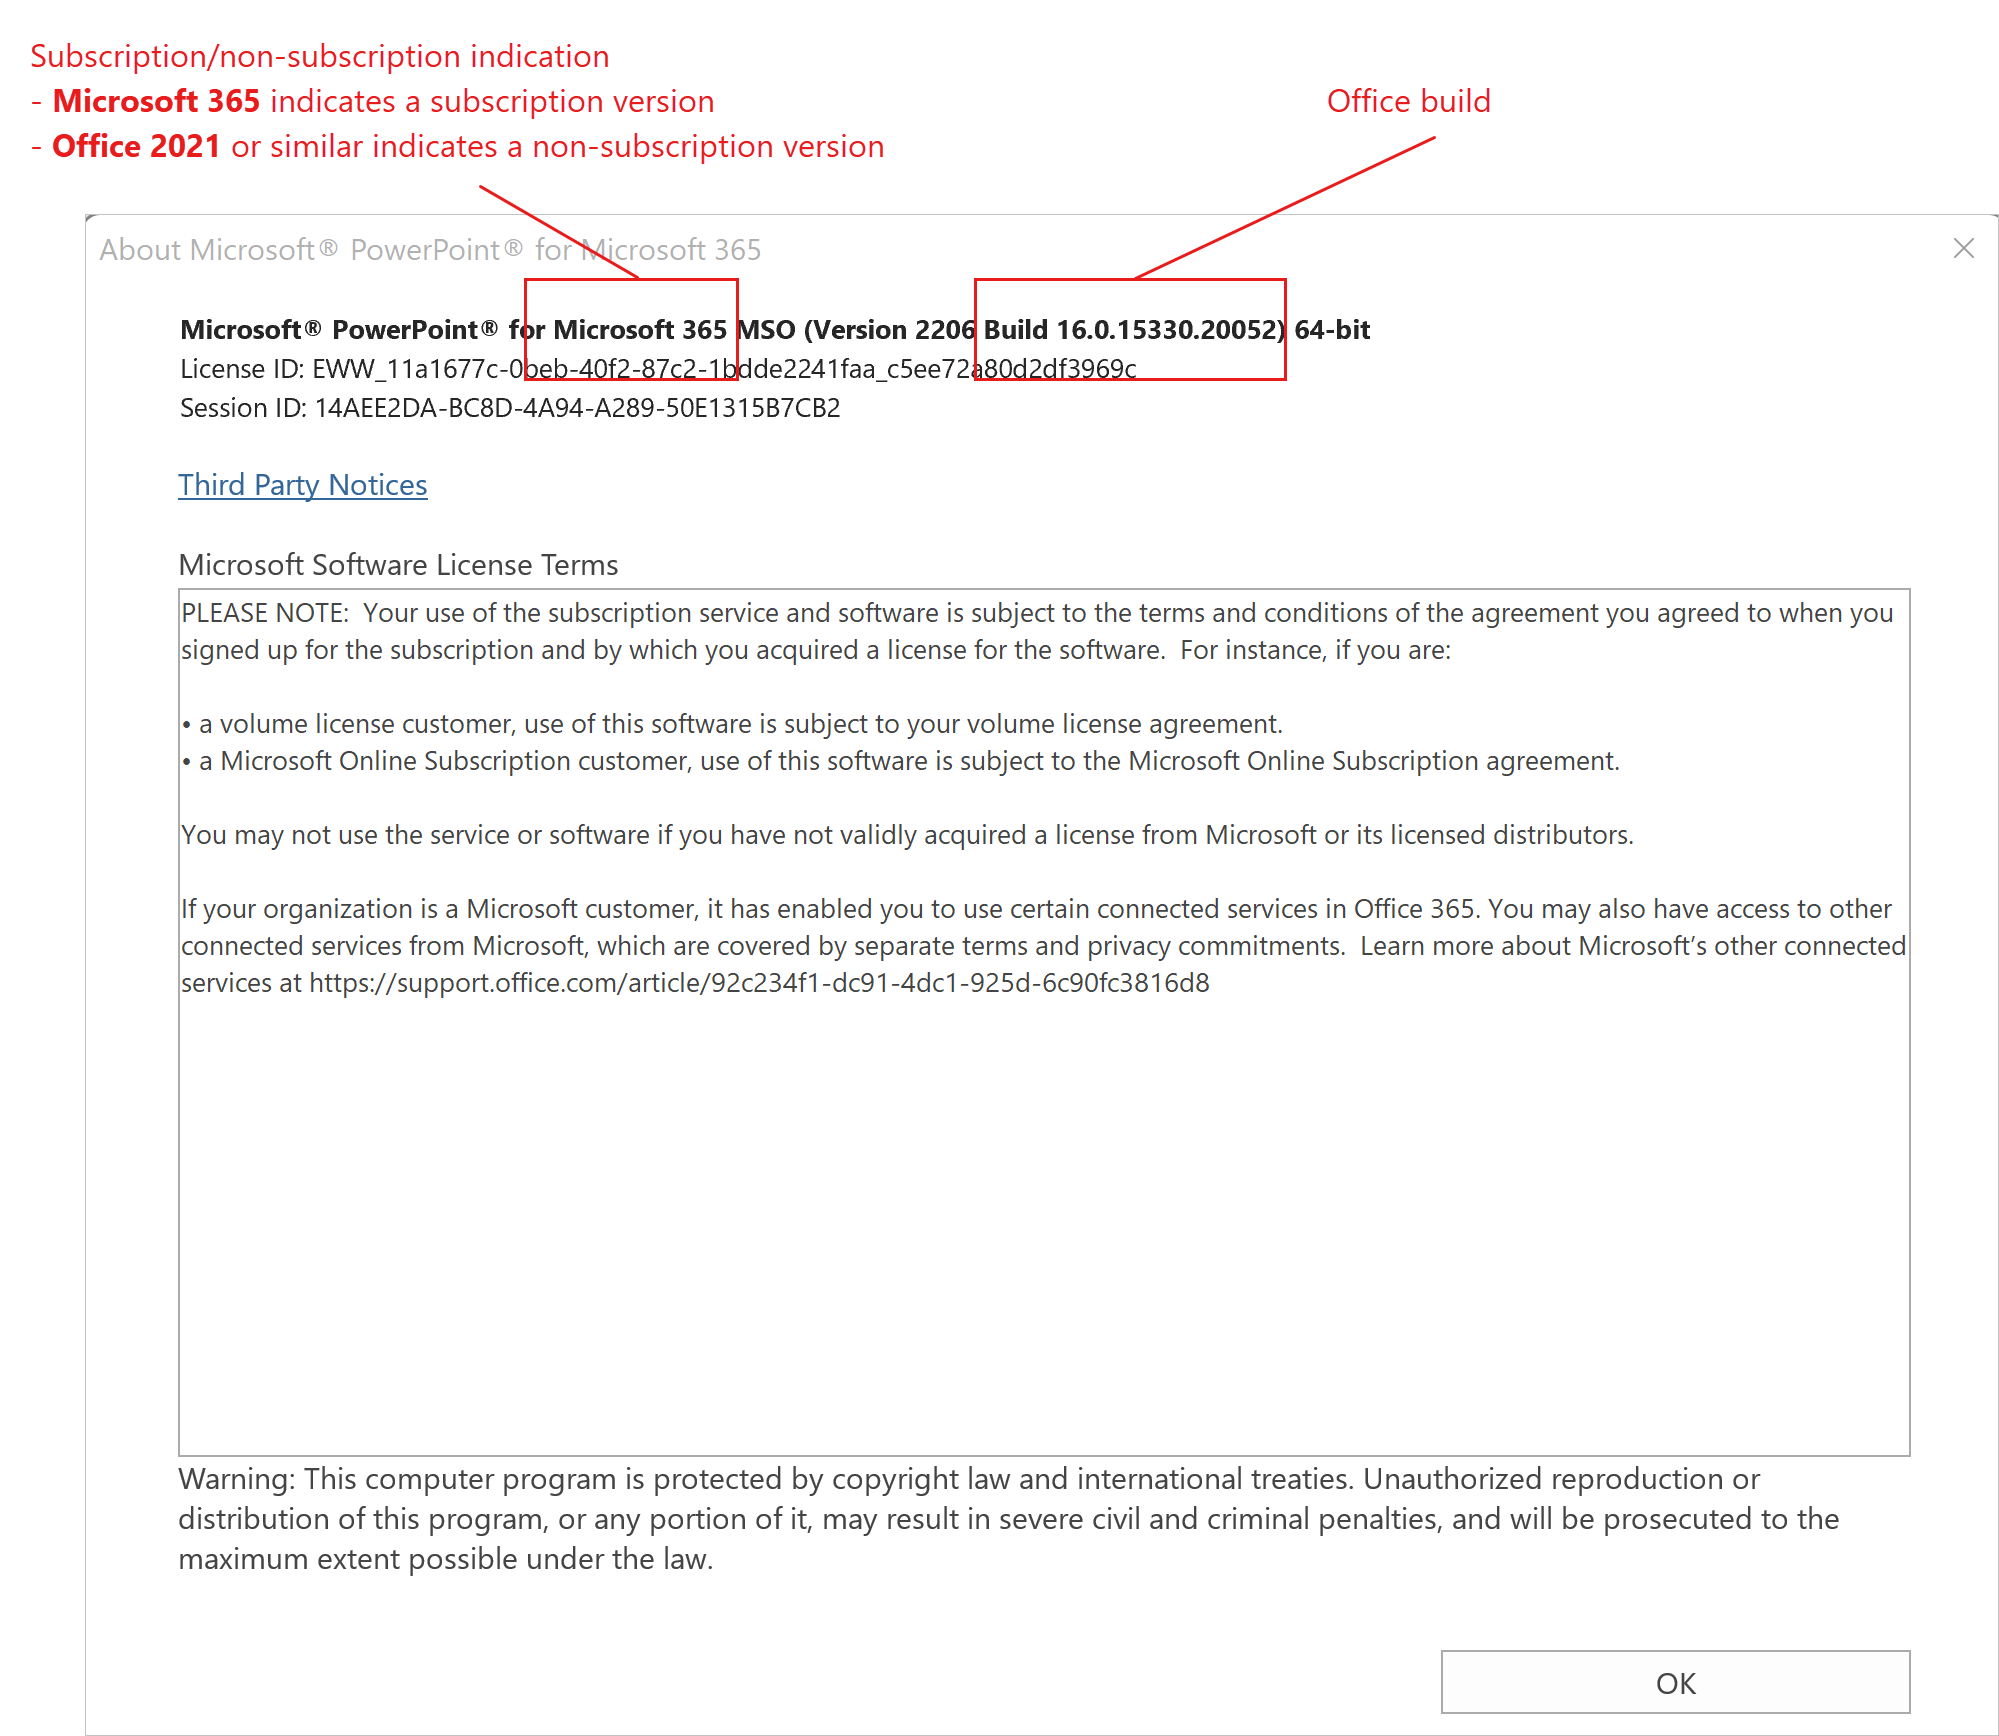 Subscription/non-subscription indication
- Microsoft 365 indicates a subscription version
- Office 2021 or similar indicates a non-subscription version
Office build
About Microsoft® PowerPoint® for Microsoft 365
Microsoft® PowerPoint® for Microsoft 365 MSO (Version 2206 Build 16.0.15330.20052) 64-bit
License ID: EWW_11a1677c-0beb-40f2-87c2-1bdde2241faa_c5ee72a80d2df3969c
Session ID: 14AEE2DA-BC8D-4A94-A289-50E1315B7CB2
Third Party Notices
Microsoft Software License Terms
PLEASE NOTE:  Your use of the subscription service and software is subject to the terms and conditions of the agreement you agreed to when you
signed up for the subscription and by which you acquired a license for the software.  For instance, if you are:
• a volume license customer, use of this software is subject to your volume license agreement.
• a Microsoft Online Subscription customer, use of this software is subject to the Microsoft Online Subscription agreement.
You may not use the service or software if you have not validly acquired a license from Microsoft or its licensed distributors.
If your organization is a Microsoft customer, it has enabled you to use certain connected services in Office 365. You may also have access to other
connected services from Microsoft, which are covered by separate terms and privacy commitments.  Learn more about Microsoft’s other connected
services at https://support.office.com/article/92c234f1-dc91-4dc1-925d-6c90fc3816d8
Warning: This computer program is protected by copyright law and international treaties. Unauthorized reproduction or
distribution of this program, or any portion of it, may result in severe civil and criminal penalties, and will be prosecuted to the
maximum extent possible under the law.
OK